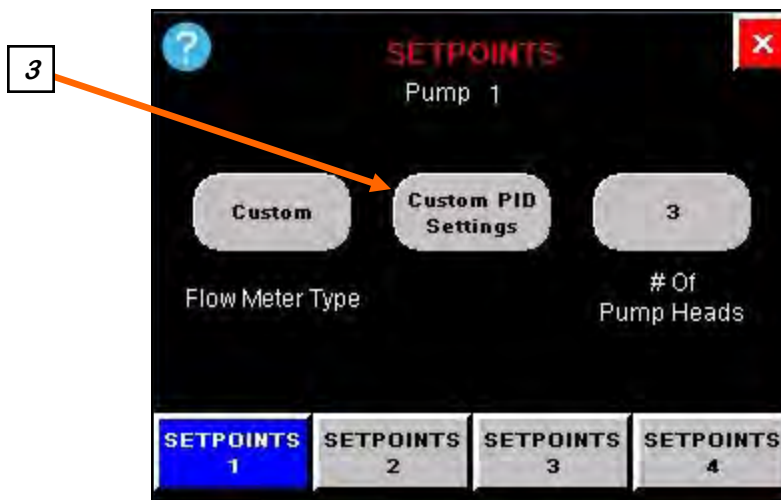 ?
SETPOINTS
×
3
Pump 1
Custom
Custom PID
Settings
3
Flow Meter Type
# Of
Pump Heads
SETPOINTS
1
SETPOINTS
2
SETPOINTS
3
SETPOINTS
4